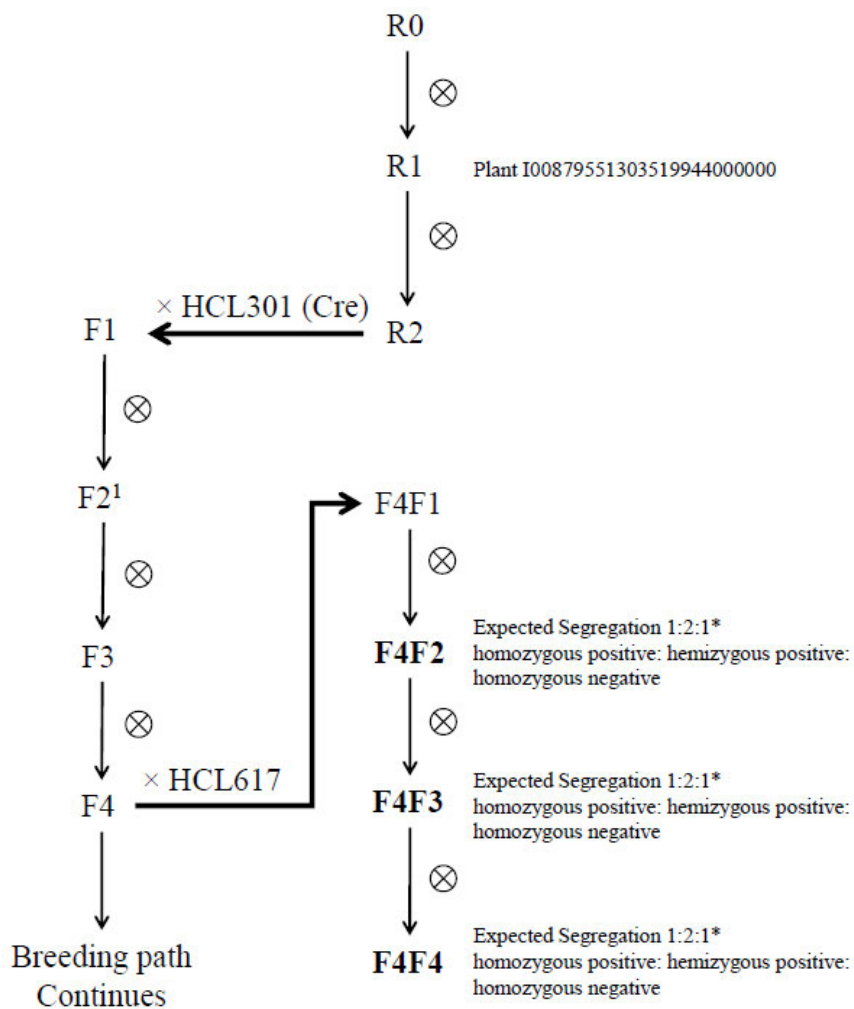 R0
⊗
R1 Plant I00879551303519944000000
⊗
× HCL301 (Cre)
F1 R2
⊗
F2¹ F4F1
⊗ ⊗
Expected Segregation 1:2:1*
F3 F4F2 homozygous positive: hemizygous positive:
homozygous negative
⊗ ⊗
× HCL617
Expected Segregation 1:2:1*
F4 F4F3 homozygous positive: hemizygous positive:
homozygous negative
⊗
Expected Segregation 1:2:1*
Breeding path F4F4 homozygous positive: hemizygous positive:
Continues homozygous negative